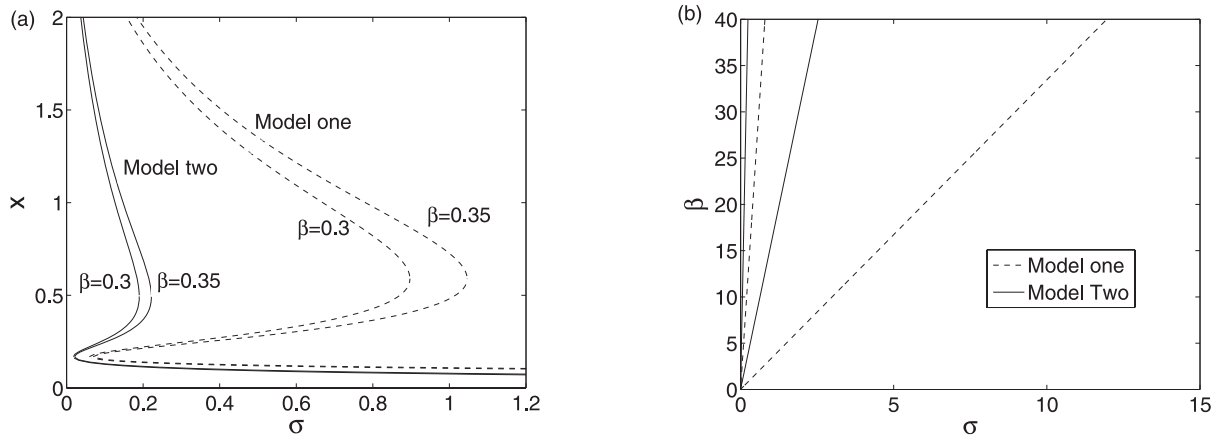 (a)
2
1.5
1
0.5
0
x
Model one
Model two
β=0.3
β=0.35
β=0.3
β=0.35
0 0.2 0.4 0.6 0.8 1 1.2
σ
(b)
40
35
30
25
20
15
10
5
0
β
Model one
Model Two
0 5 10 15
σ